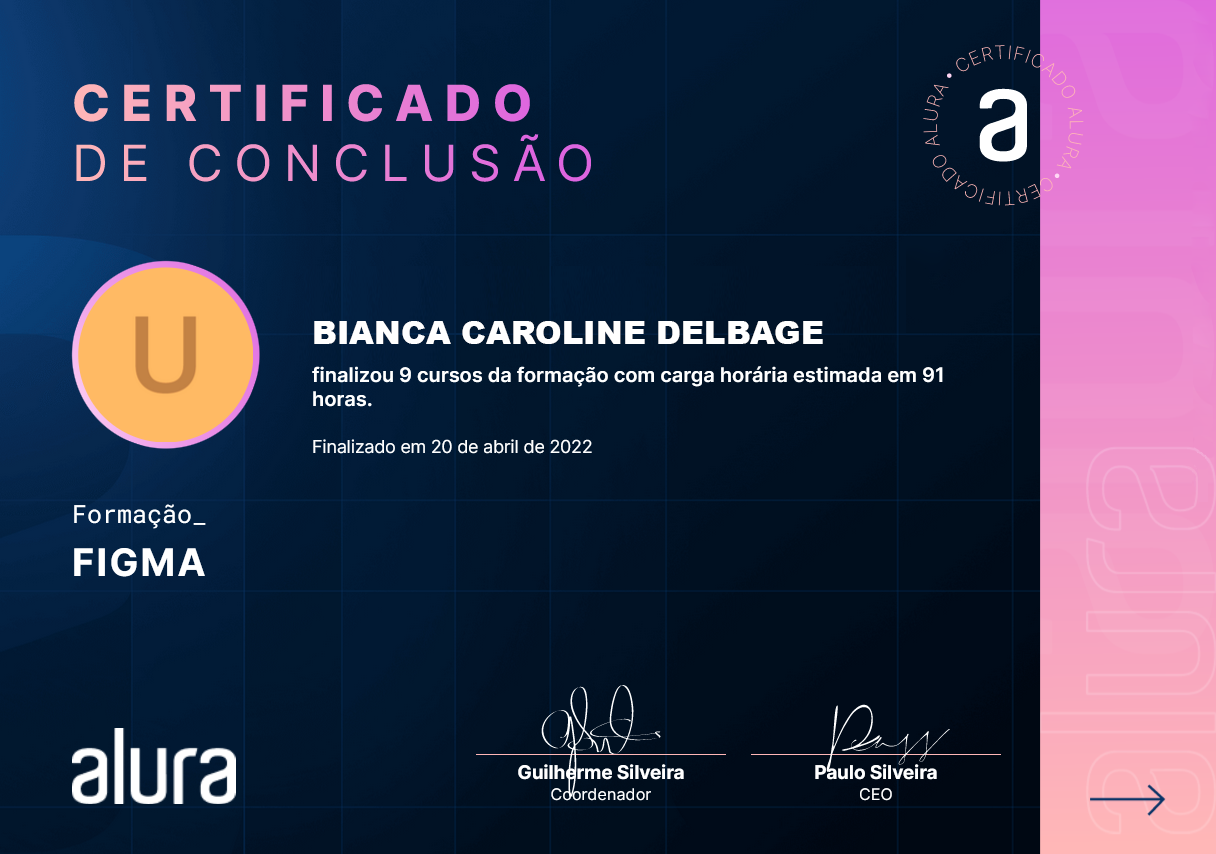 CERTIFICADO
DE CONCLUSÃO
CERTIFICADO ALURA • CERTIFICADO ALURA •
a
U
BIANCA CAROLINE DELBAGE
finalizou 9 cursos da formação com carga horária estimada em 91
horas.
Finalizado em 20 de abril de 2022
Formação_
FIGMA
alura
Guilherme Silveira
Coordenador
Paulo Silveira
CEO
alura